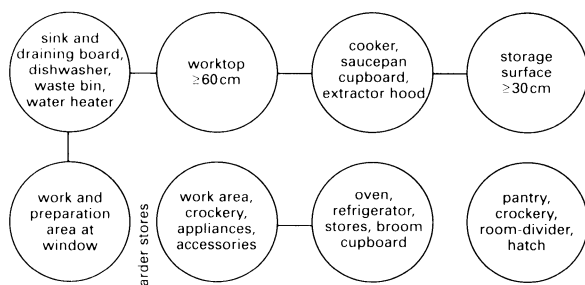 sink and
draining board,
dishwasher,
waste bin,
water heater
worktop
≥60cm
cooker,
saucepan
cupboard,
extractor hood
storage
surface
≥30cm
work and
preparation
area at
window
arder stores
work area,
crockery,
appliances,
accessories
oven,
refrigerator,
stores, broom
cupboard
pantry,
crockery,
room-divider,
hatch